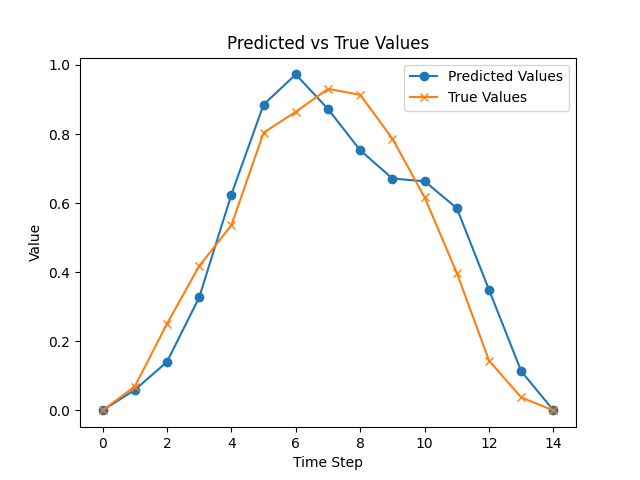 Predicted vs True Values
Predicted Values
True Values
1.0
0.8
0.6
0.4
0.2
0.0
Value
0 2 4 6 8 10 12 14
Time Step